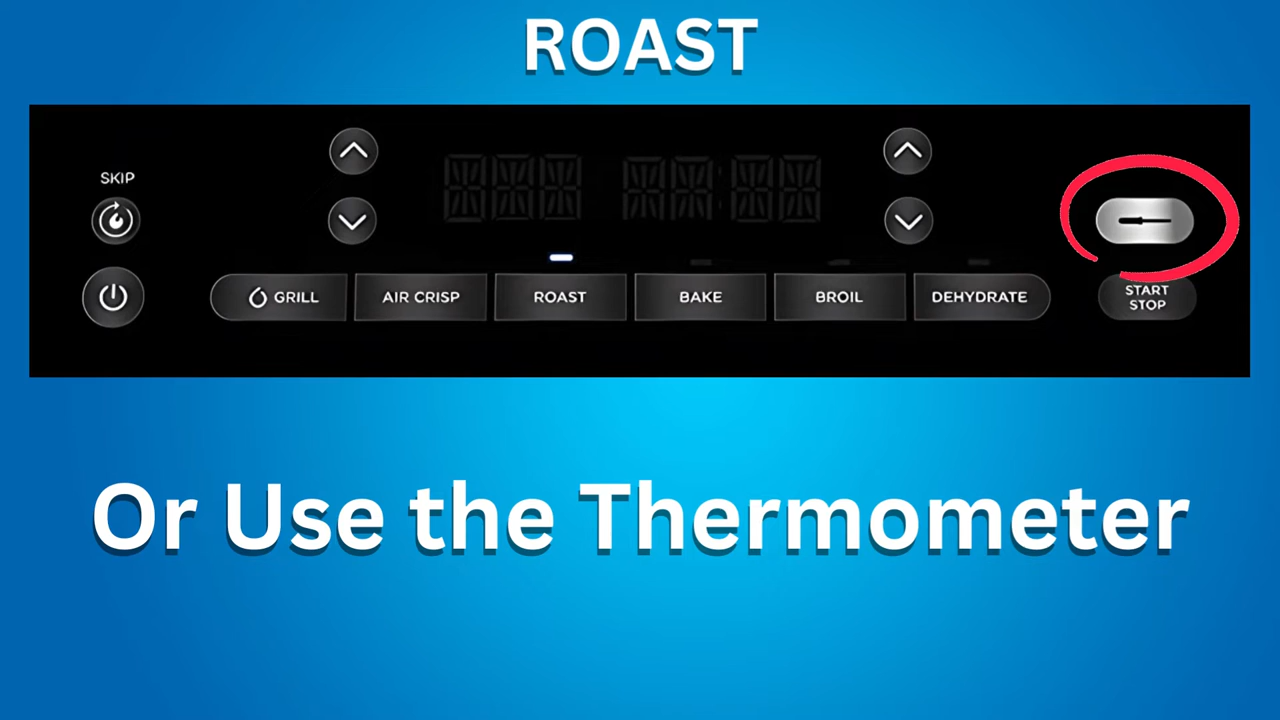 ROAST
SKIP
GRILL
AIR CRISP
ROAST
BAKE
BROIL
DEHYDRATE
START
STOP
Or Use the Thermometer